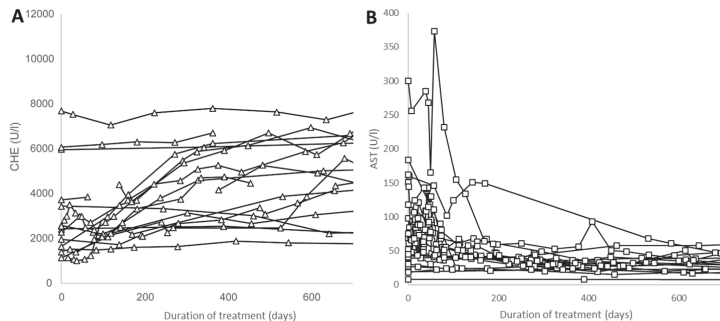 A
12000
10000
8000
6000
4000
2000
0
CHE (U/l)
0 200 400 600
Duration of treatment (days)
B
400
350
300
250
200
150
100
50
0
AST (U/l)
0 200 400 600
Duration of treatment (days)